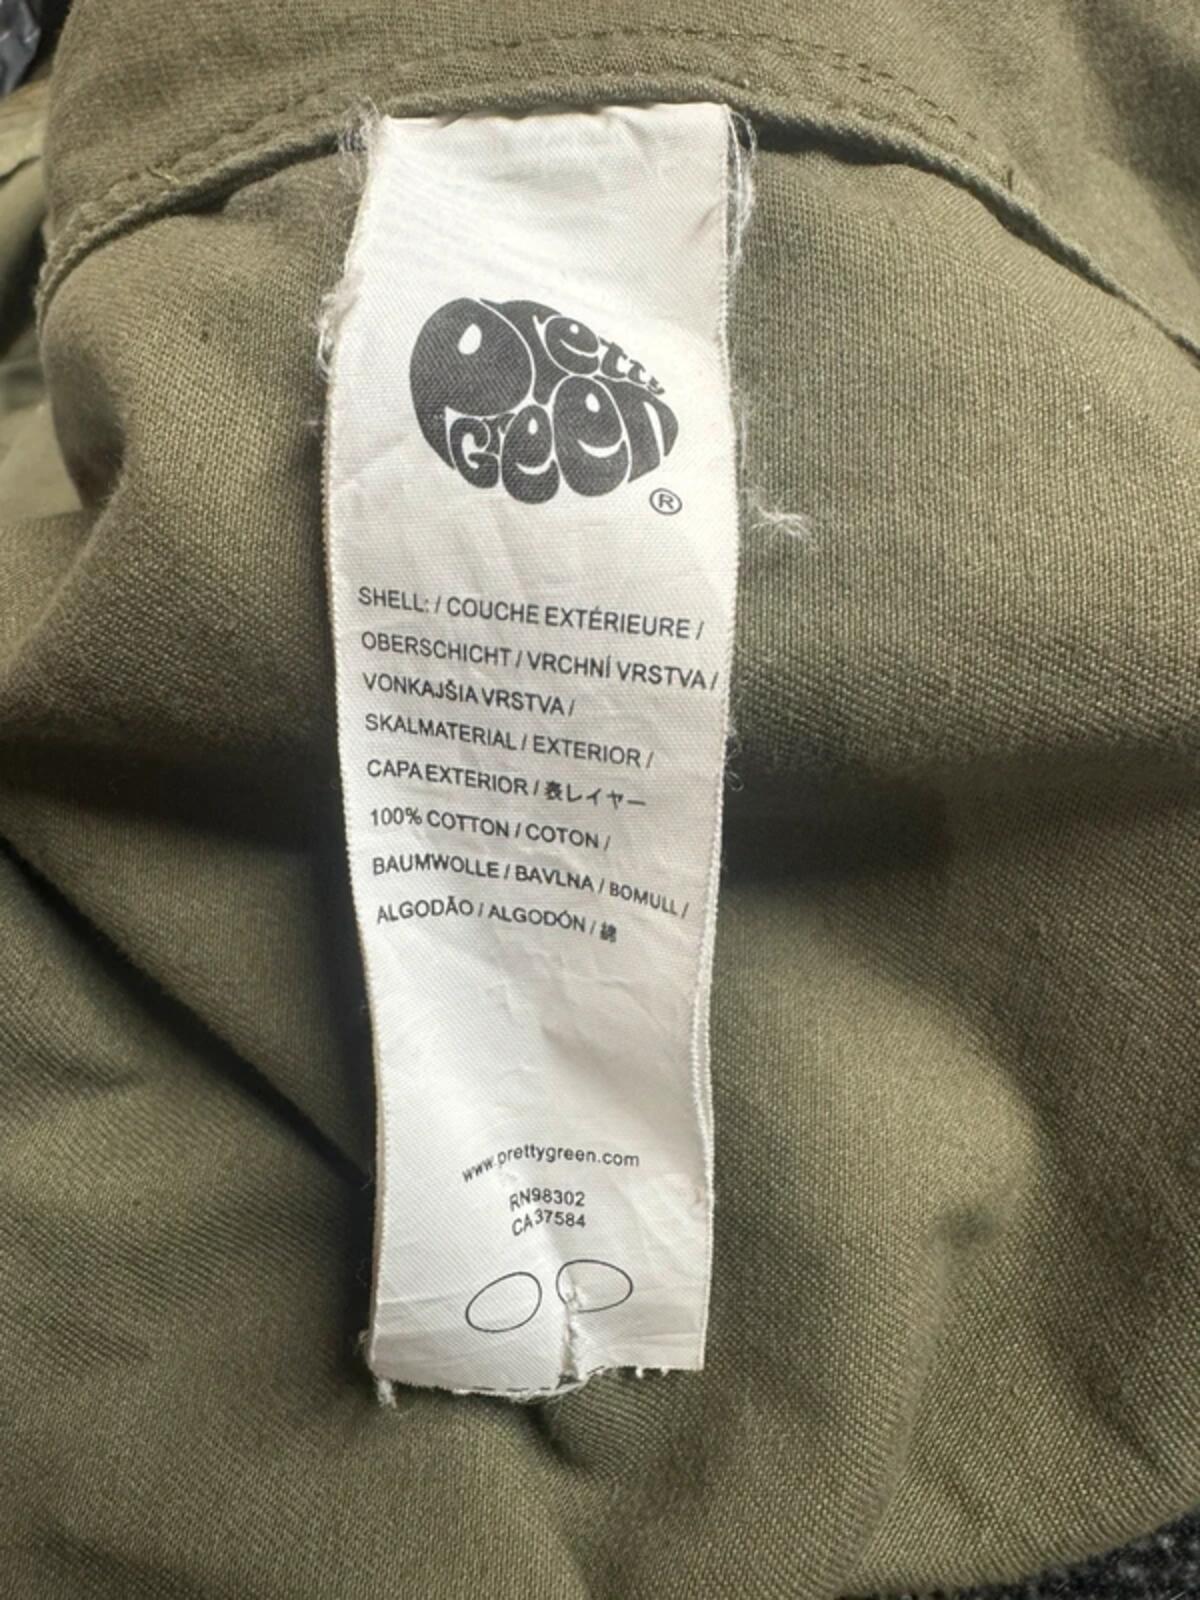 Pretty
Green
®
SHELL: / COUCHE EXTÉRIEURE /
OBERSCHICHT / VRCHNÍ VRSTVA /
VONKAJŠIA VRSTVA /
SKALMATERIAL / EXTERIOR /
CAPA EXTERIOR / 表レイヤー
100% COTTON / COTON /
BAUMWOLLE / BAVLNA / BOMULL /
ALGODÃO / ALGODÓN / 綿
www.prettygreen.com
RN98302
CA37584